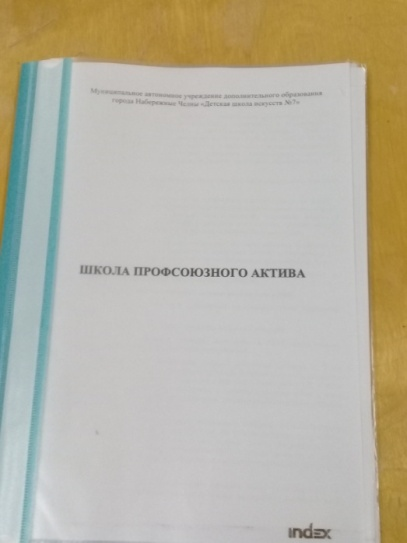 Муниципальное автономное учреждение дополнительного образования
города Набережные Челны «Детская школа искусств №7»
ШКОЛА ПРОФСОЮЗНОГО АКТИВА
index